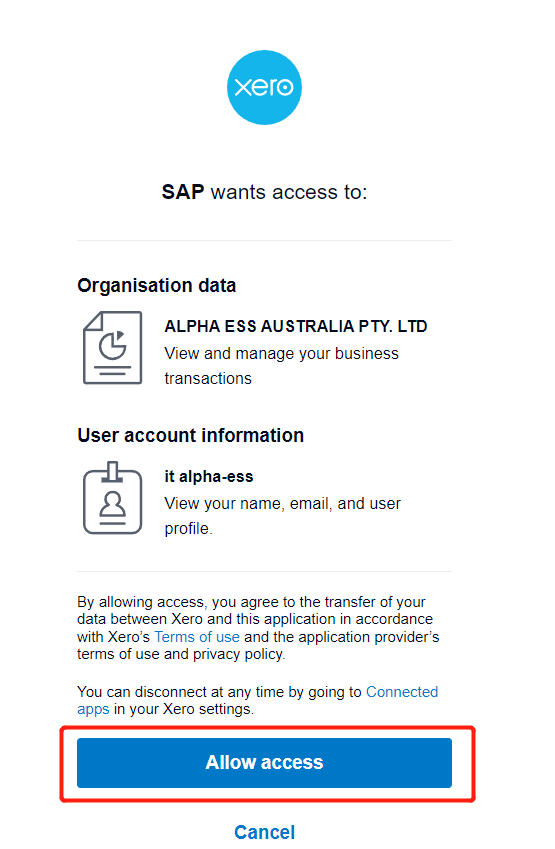 xero
SAP wants access to:
Organisation data
ALPHA ESS AUSTRALIA PTY. LTD
View and manage your business
transactions
User account information
it alpha-ess
View your name, email, and user
profile.
By allowing access, you agree to the transfer of your
data between Xero and this application in accordance
with Xero’s Terms of use and the application provider’s
terms of use and privacy policy.
You can disconnect at any time by going to Connected
apps in your Xero settings.
Allow access
Cancel